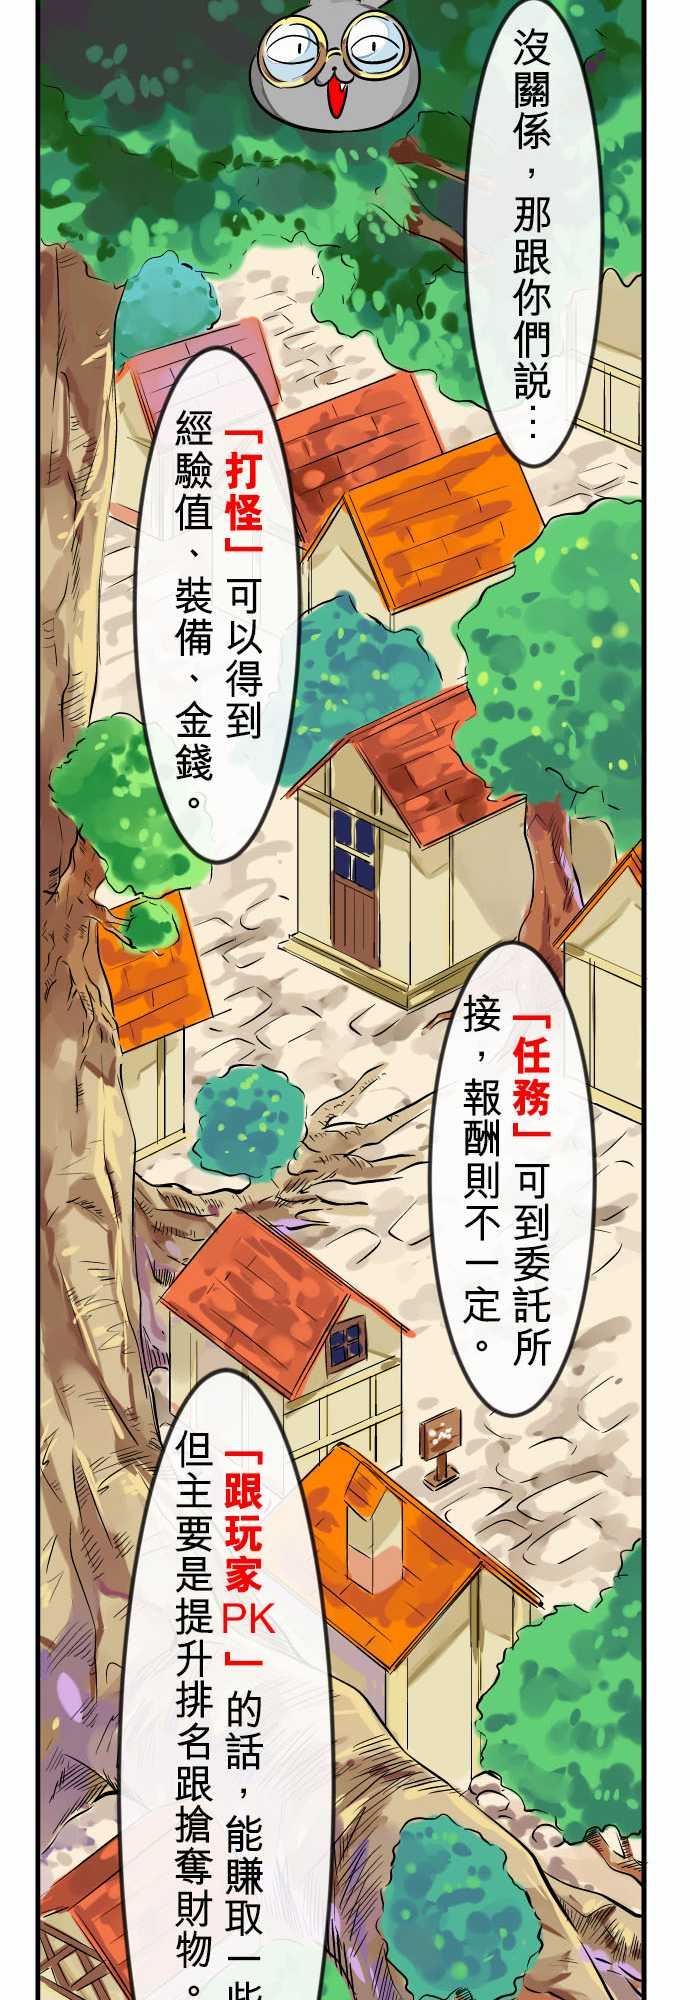 沒關係，那跟你們說…
「打怪」可以得到
經驗值、裝備、金錢。
「任務」可到委託所
接，報酬則不一定。
「跟玩家PK」的話，能賺取一些
但主要是提升排名跟搶奪財物。